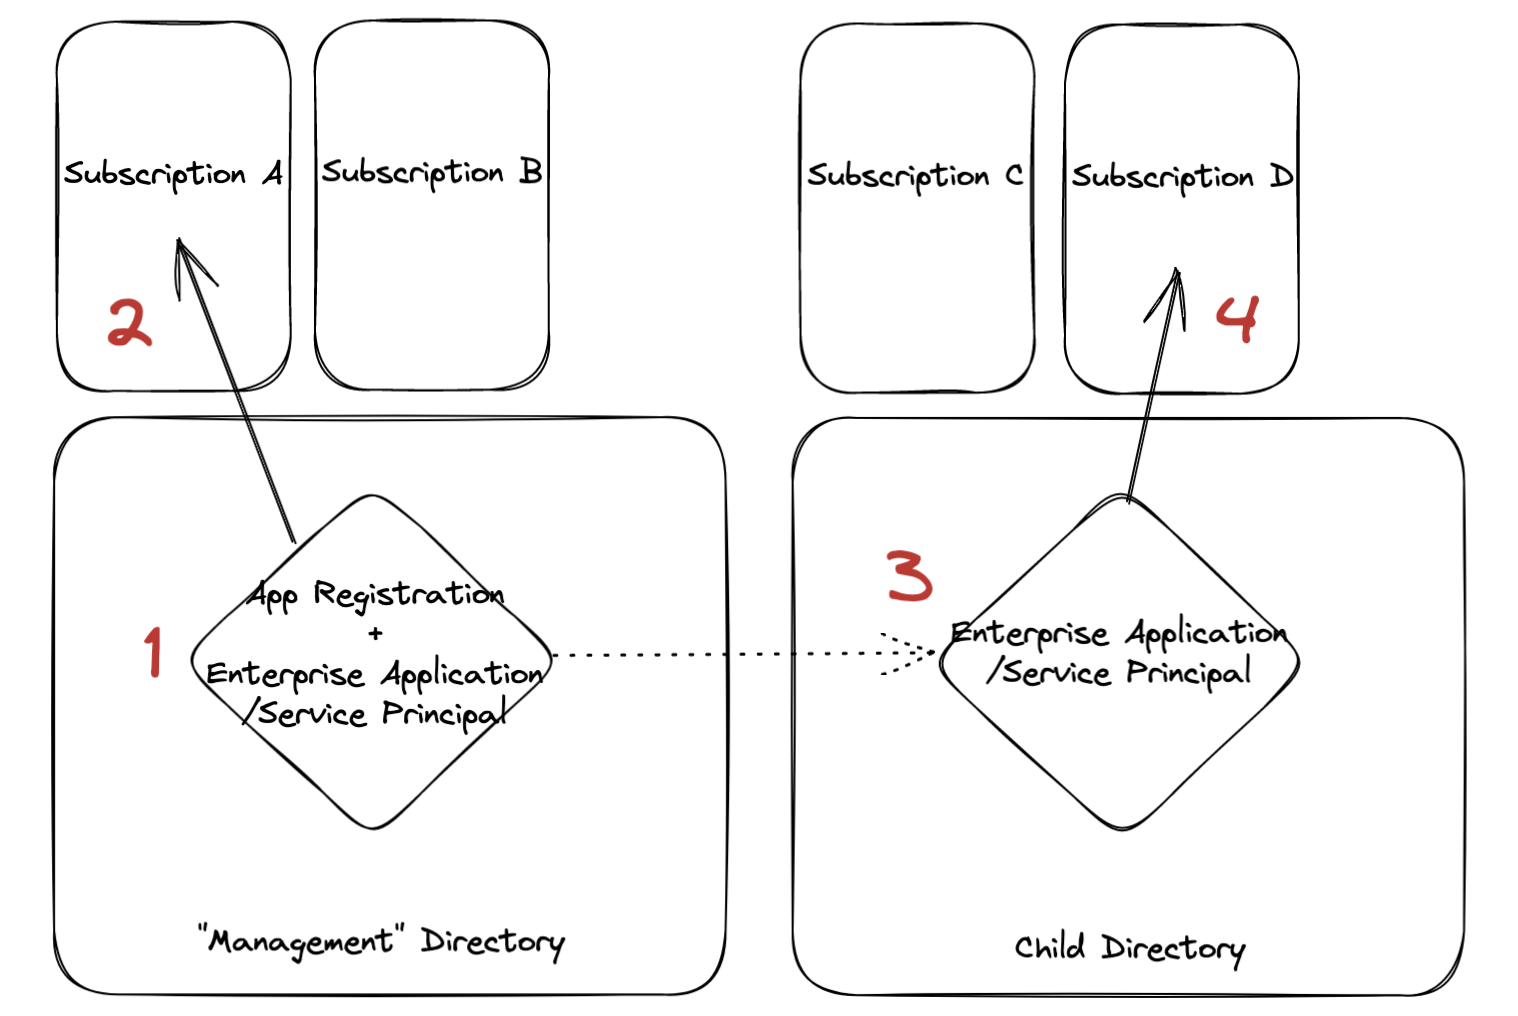 Subscription A
Subscription B
Subscription C
Subscription D
2
4
1
App Registration
+
Enterprise Application
/Service Principal
3
Enterprise Application
/Service Principal
"Management" Directory
Child Directory